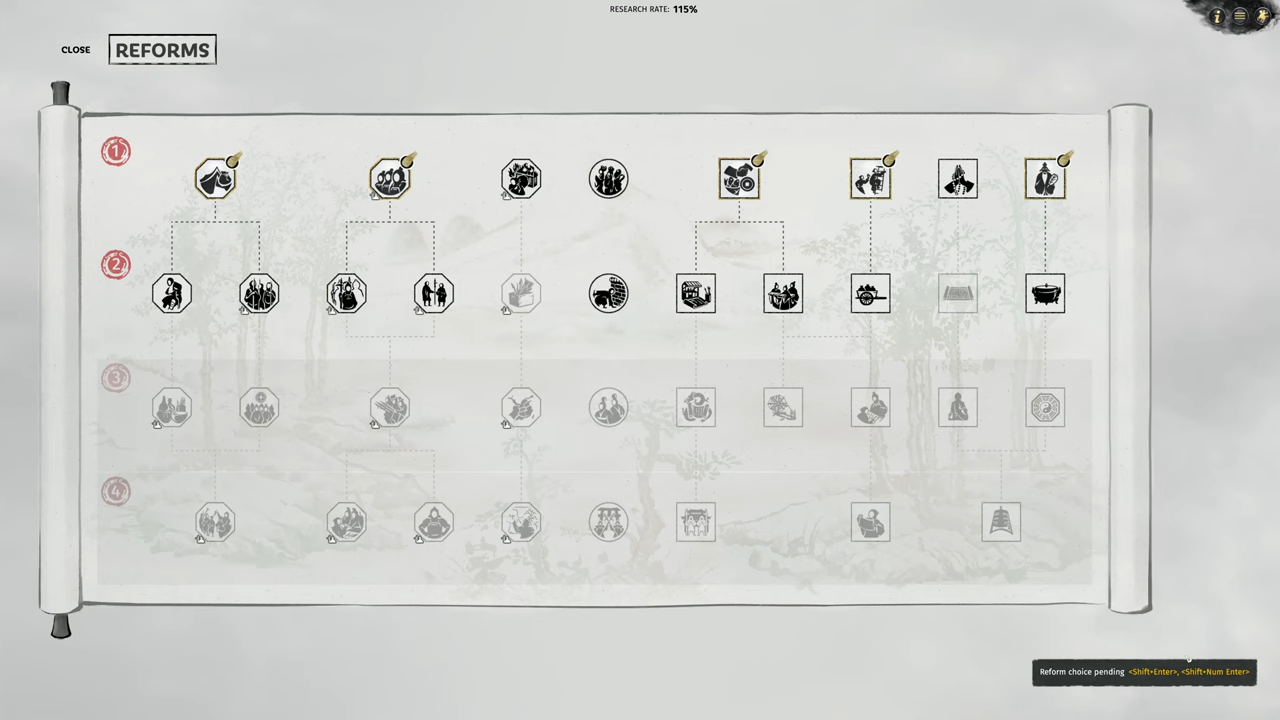 RESEARCH RATE: 115%
CLOSE
REFORMS
1
2
3
4
Reform choice pending <Shift+Enter>, <Shift+Num Enter>